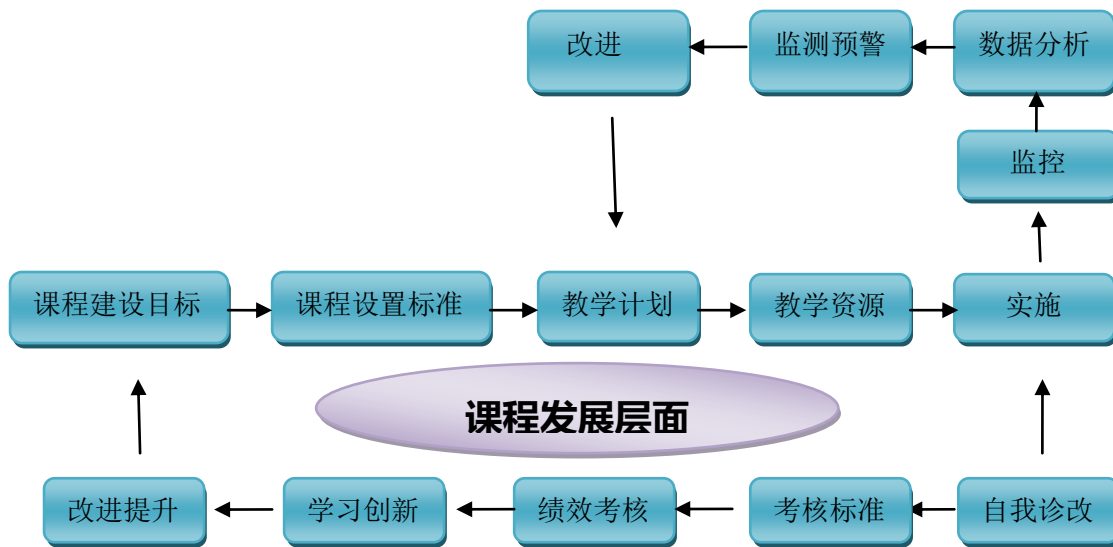 改进
监测预警
数据分析
监控
课程建设目标
课程设置标准
教学计划
教学资源
实施
课程发展层面
改进提升
学习创新
绩效考核
考核标准
自我诊改